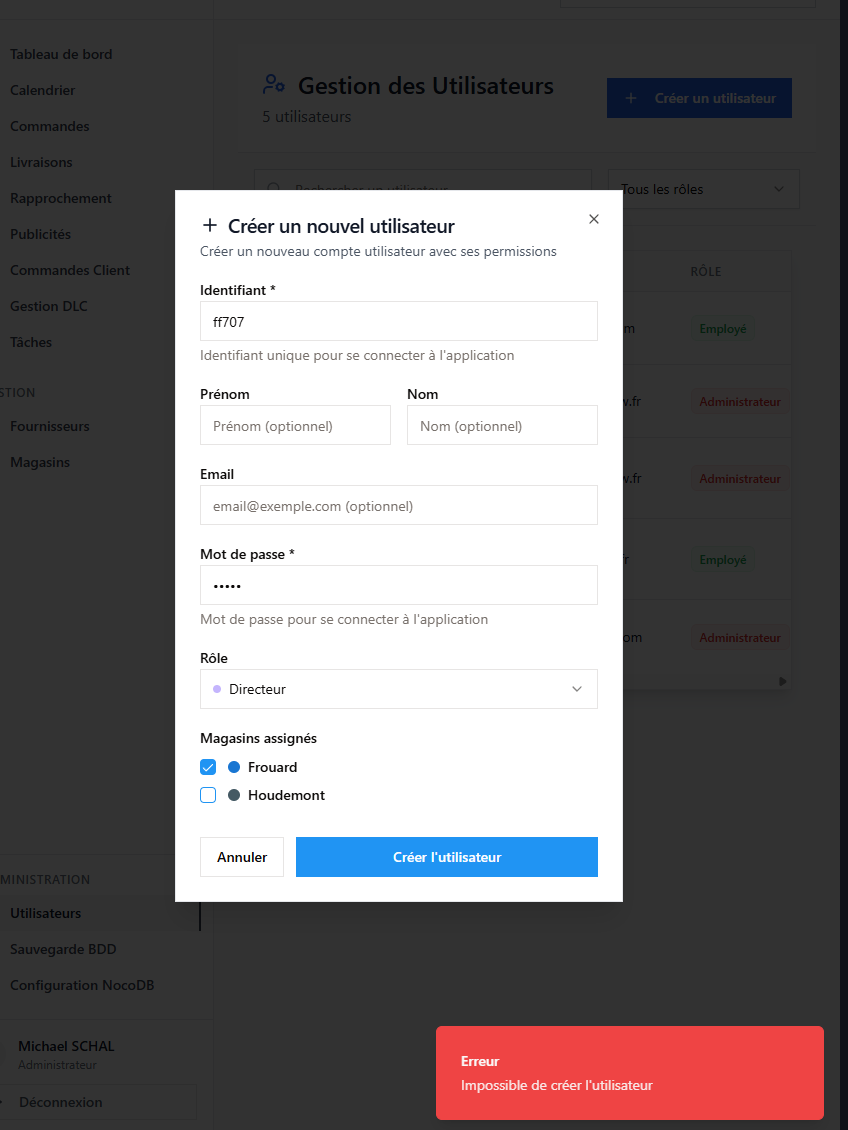 Tableau de bord
Calendrier
Commandes
Livraisons
Rapprochement
Publicités
Commandes Client
Gestion DLC
Tâches
STION
Fournisseurs
Magasins
MINISTRATION
Utilisateurs
Sauvegarde BDD
Configuration NocoDB
Michael SCHAL
Administrateur
Déconnexion
Gestion des Utilisateurs
5 utilisateurs
Créer un utilisateur
Rechercher un utilisateur
Tous les rôles
RÔLE
om
Employé
w.fr
Administrateur
w.fr
Administrateur
fr
Employé
om
Administrateur
Créer un nouvel utilisateur
Créer un nouveau compte utilisateur avec ses permissions
Identifiant *
ff707
Identifiant unique pour se connecter à l'application
Prénom Nom
Prénom (optionnel) Nom (optionnel)
Email
email@exemple.com (optionnel)
Mot de passe *
•••••
Mot de passe pour se connecter à l'application
Rôle
Directeur
Magasins assignés
Frouard
Houdemont
Annuler Créer l'utilisateur
Erreur
Impossible de créer l'utilisateur